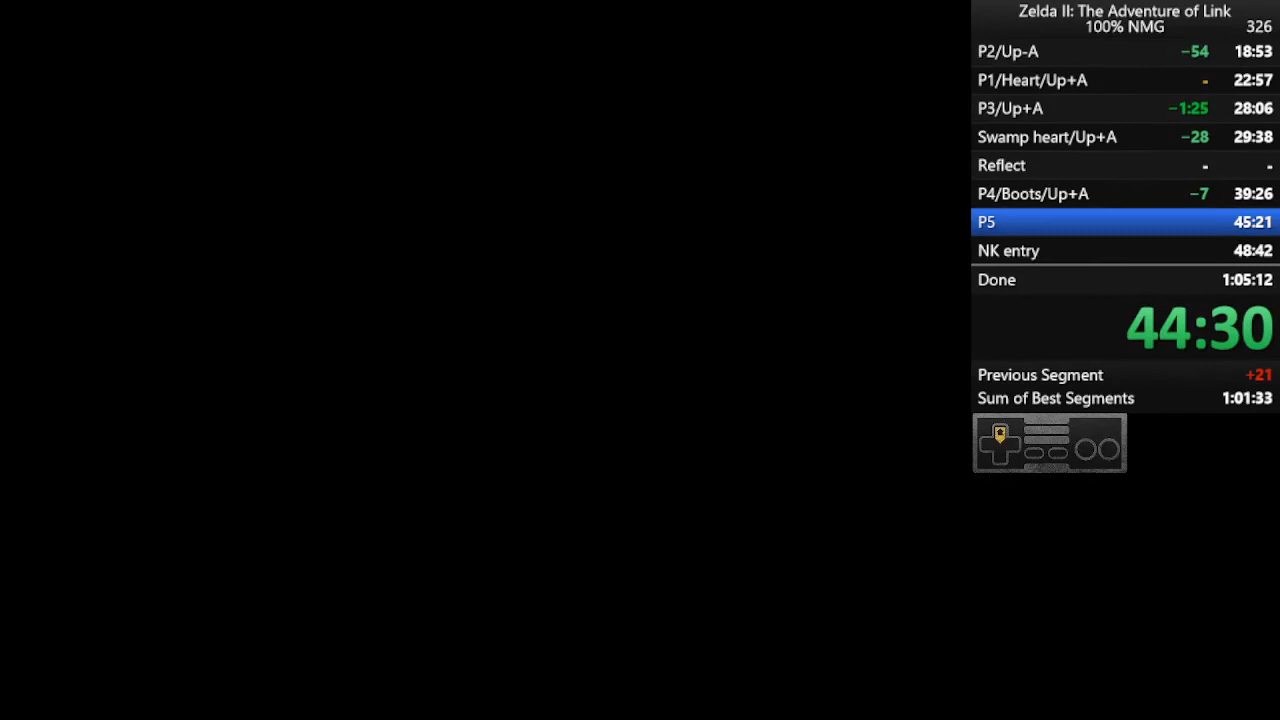 Zelda II: The Adventure of Link
100% NMG 326
P2/Up-A -54 18:53
P1/Heart/Up+A - 22:57
P3/Up+A -1:25 28:06
Swamp heart/Up+A -28 29:38
Reflect - -
P4/Boots/Up+A -7 39:26
P5 45:21
NK entry 48:42
Done 1:05:12
44:30
Previous Segment +21
Sum of Best Segments 1:01:33